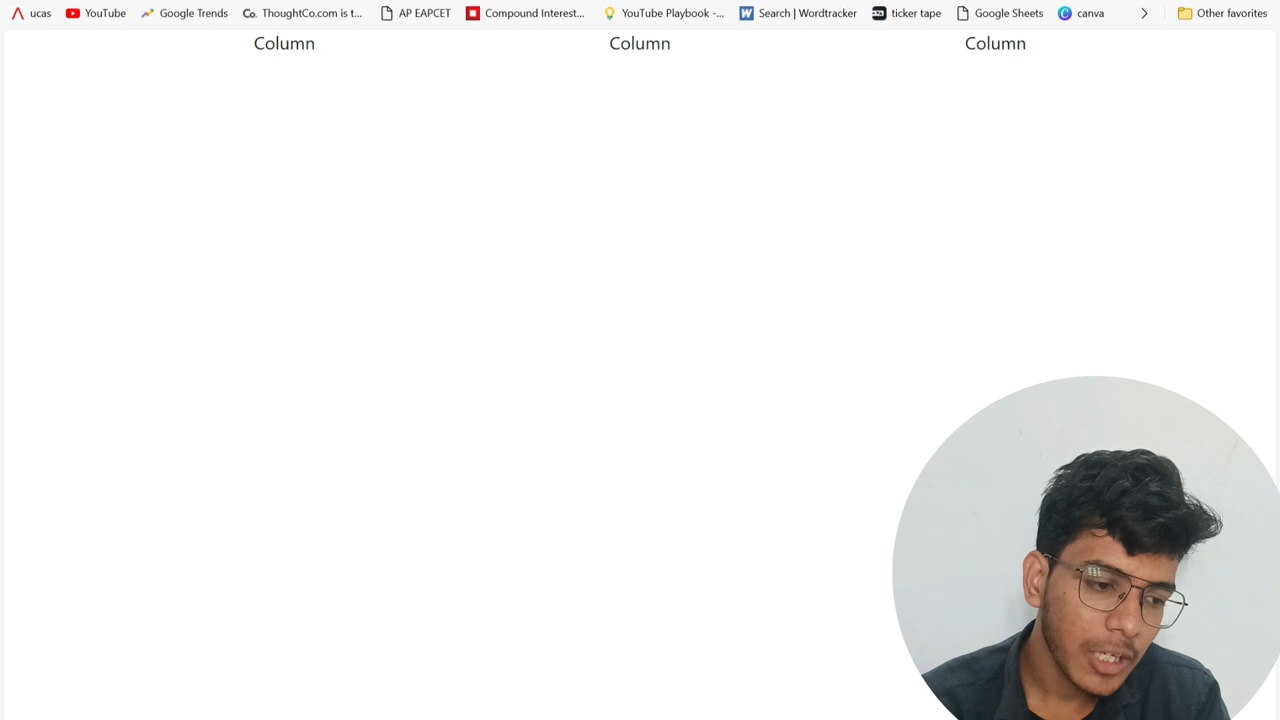 ucas YouTube Google Trends Co. ThoughtCo.com is t... AP EAPCET Compound Interest... YouTube Playbook -... W Search | Wordtracker ticker tape Google Sheets C canva Other favorites
Column Column Column